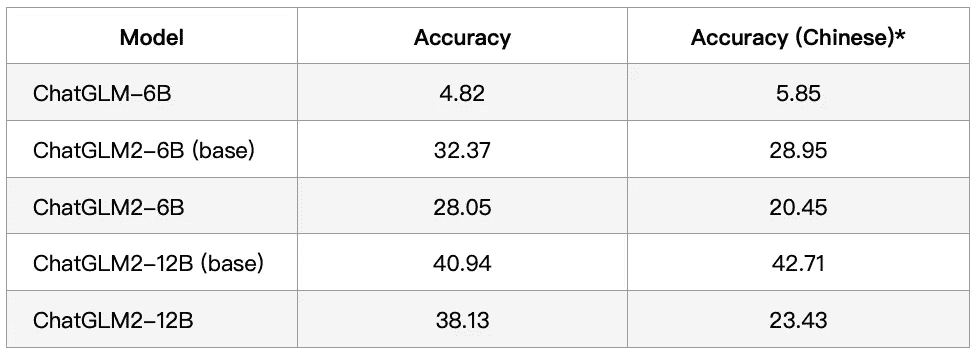 Model Accuracy Accuracy (Chinese)*
ChatGLM-6B 4.82 5.85
ChatGLM2-6B (base) 32.37 28.95
ChatGLM2-6B 28.05 20.45
ChatGLM2-12B (base) 40.94 42.71
ChatGLM2-12B 38.13 23.43